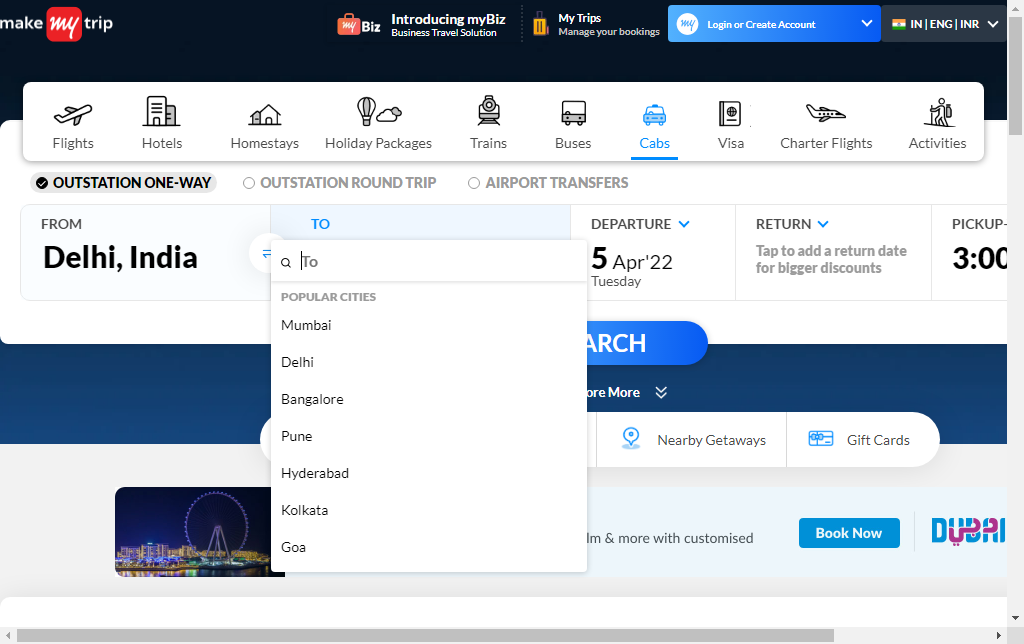 make my trip
my Biz
Introducing myBiz
Business Travel Solution
My Trips
Manage your bookings
my
Login or Create Account
IN | ENG | INR
Flights
Hotels
Homestays
Holiday Packages
Trains
Buses
Cabs
Visa
Charter Flights
Activities
OUTSTATION ONE-WAY
OUTSTATION ROUND TRIP
AIRPORT TRANSFERS
FROM
Delhi, India
TO
To
POPULAR CITIES
Mumbai
Delhi
Bangalore
Pune
Hyderabad
Kolkata
Goa
DEPARTURE
5 Apr'22
Tuesday
RETURN
Tap to add a return date
for bigger discounts
PICKUP-
3:00
ARCH
ore More
Nearby Getaways
Gift Cards
lm & more with customised
Book Now
DUBAI